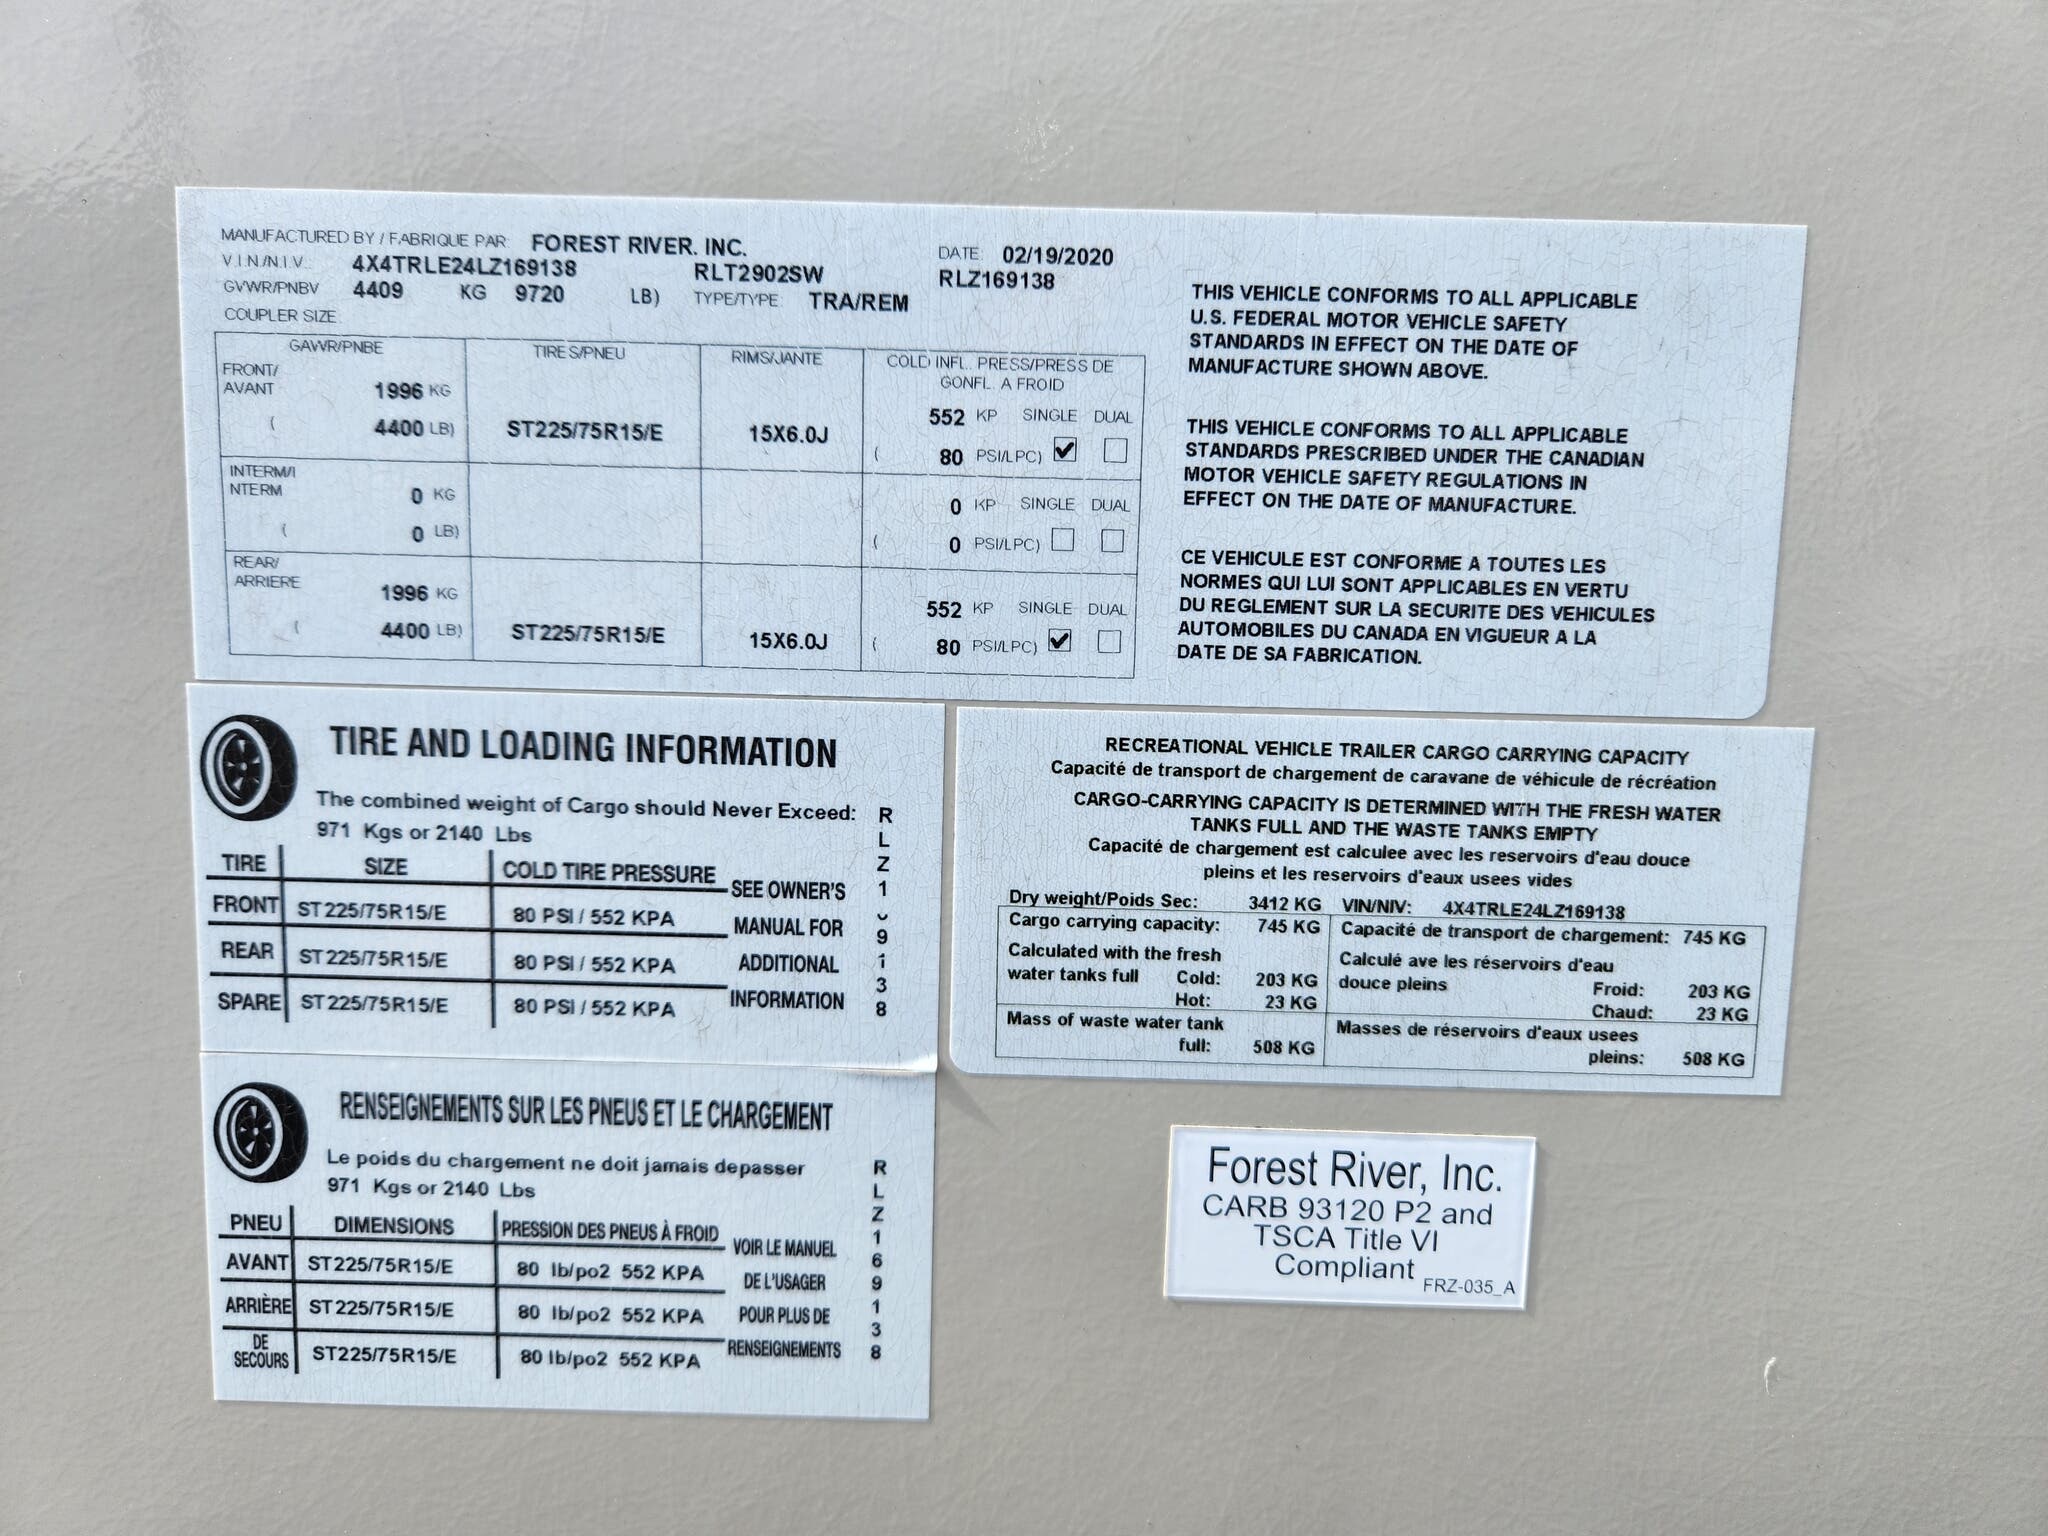 MANUFACTURED BY / FABRIQUE PAR: FOREST RIVER. INC. DATE: 02/19/2020
V.I.N./N.I.V.: 4X4TRLE24LZ169138 RLT2902SW RLZ169138
GVWR/PNBV 4409 KG 9720 LB) TYPE/TYPE: TRA/REM
COUPLER SIZE:
GAWR/PNBE TIRES/PNEU RIMS/JANTE COLD INFL. PRESS/PRESS DE
GONFL. A FROID
FRONT/
AVANT 1996 KG 552 KP SINGLE DUAL
( 4400 LB) ST225/75R15/E 15X6.0J ( 80 PSI/LPC) ✔
INTERM/I
NTERM 0 KG 0 KP SINGLE DUAL
( 0 LB) ( 0 PSI/LPC)
REAR/
ARRIERE 1996 KG 552 KP SINGLE DUAL
( 4400 LB) ST225/75R15/E 15X6.0J ( 80 PSI/LPC) ✔
THIS VEHICLE CONFORMS TO ALL APPLICABLE
U.S. FEDERAL MOTOR VEHICLE SAFETY
STANDARDS IN EFFECT ON THE DATE OF
MANUFACTURE SHOWN ABOVE.
THIS VEHICLE CONFORMS TO ALL APPLICABLE
STANDARDS PRESCRIBED UNDER THE CANADIAN
MOTOR VEHICLE SAFETY REGULATIONS IN
EFFECT ON THE DATE OF MANUFACTURE.
CE VEHICULE EST CONFORME A TOUTES LES
NORMES QUI LUI SONT APPLICABLES EN VERTU
DU REGLEMENT SUR LA SECURITE DES VEHICULES
AUTOMOBILES DU CANADA EN VIGUEUR A LA
DATE DE SA FABRICATION.
TIRE AND LOADING INFORMATION
The combined weight of Cargo should Never Exceed:
971 Kgs or 2140 Lbs
TIRE SIZE COLD TIRE PRESSURE
FRONT ST225/75R15/E 80 PSI / 552 KPA
REAR ST225/75R15/E 80 PSI / 552 KPA
SPARE ST225/75R15/E 80 PSI / 552 KPA
SEE OWNER'S
MANUAL FOR
ADDITIONAL
INFORMATION
R
L
Z
1
9
1
3
8
RECREATIONAL VEHICLE TRAILER CARGO CARRYING CAPACITY
Capacité de transport de chargement de caravane de véhicule de récréation
CARGO-CARRYING CAPACITY IS DETERMINED WITH THE FRESH WATER
TANKS FULL AND THE WASTE TANKS EMPTY
Capacité de chargement est calculee avec les reservoirs d'eau douce
pleins et les reservoirs d'eaux usees vides
Dry weight/Poids Sec: 3412 KG VIN/NIV: 4X4TRLE24LZ169138
Cargo carrying capacity: 745 KG
Calculated with the fresh
water tanks full Cold: 203 KG
Hot: 23 KG
Mass of waste water tank
full: 508 KG
Capacité de transport de chargement: 745 KG
Calculé ave les réservoirs d'eau
douce pleins Froid: 203 KG
Chaud: 23 KG
Masses de réservoirs d'eaux usees
pleins: 508 KG
RENSEIGNEMENTS SUR LES PNEUS ET LE CHARGEMENT
Le poids du chargement ne doit jamais depasser
971 Kgs or 2140 Lbs
PNEU DIMENSIONS PRESSION DES PNEUS À FROID
AVANT ST225/75R15/E 80 lb/po2 552 KPA
ARRIÈRE ST225/75R15/E 80 lb/po2 552 KPA
DE
SECOURS ST225/75R15/E 80 lb/po2 552 KPA
VOIR LE MANUEL
DE L'USAGER
POUR PLUS DE
RENSEIGNEMENTS
R
L
Z
1
6
9
1
3
8
Forest River, Inc.
CARB 93120 P2 and
TSCA Title VI
Compliant FRZ-035_A